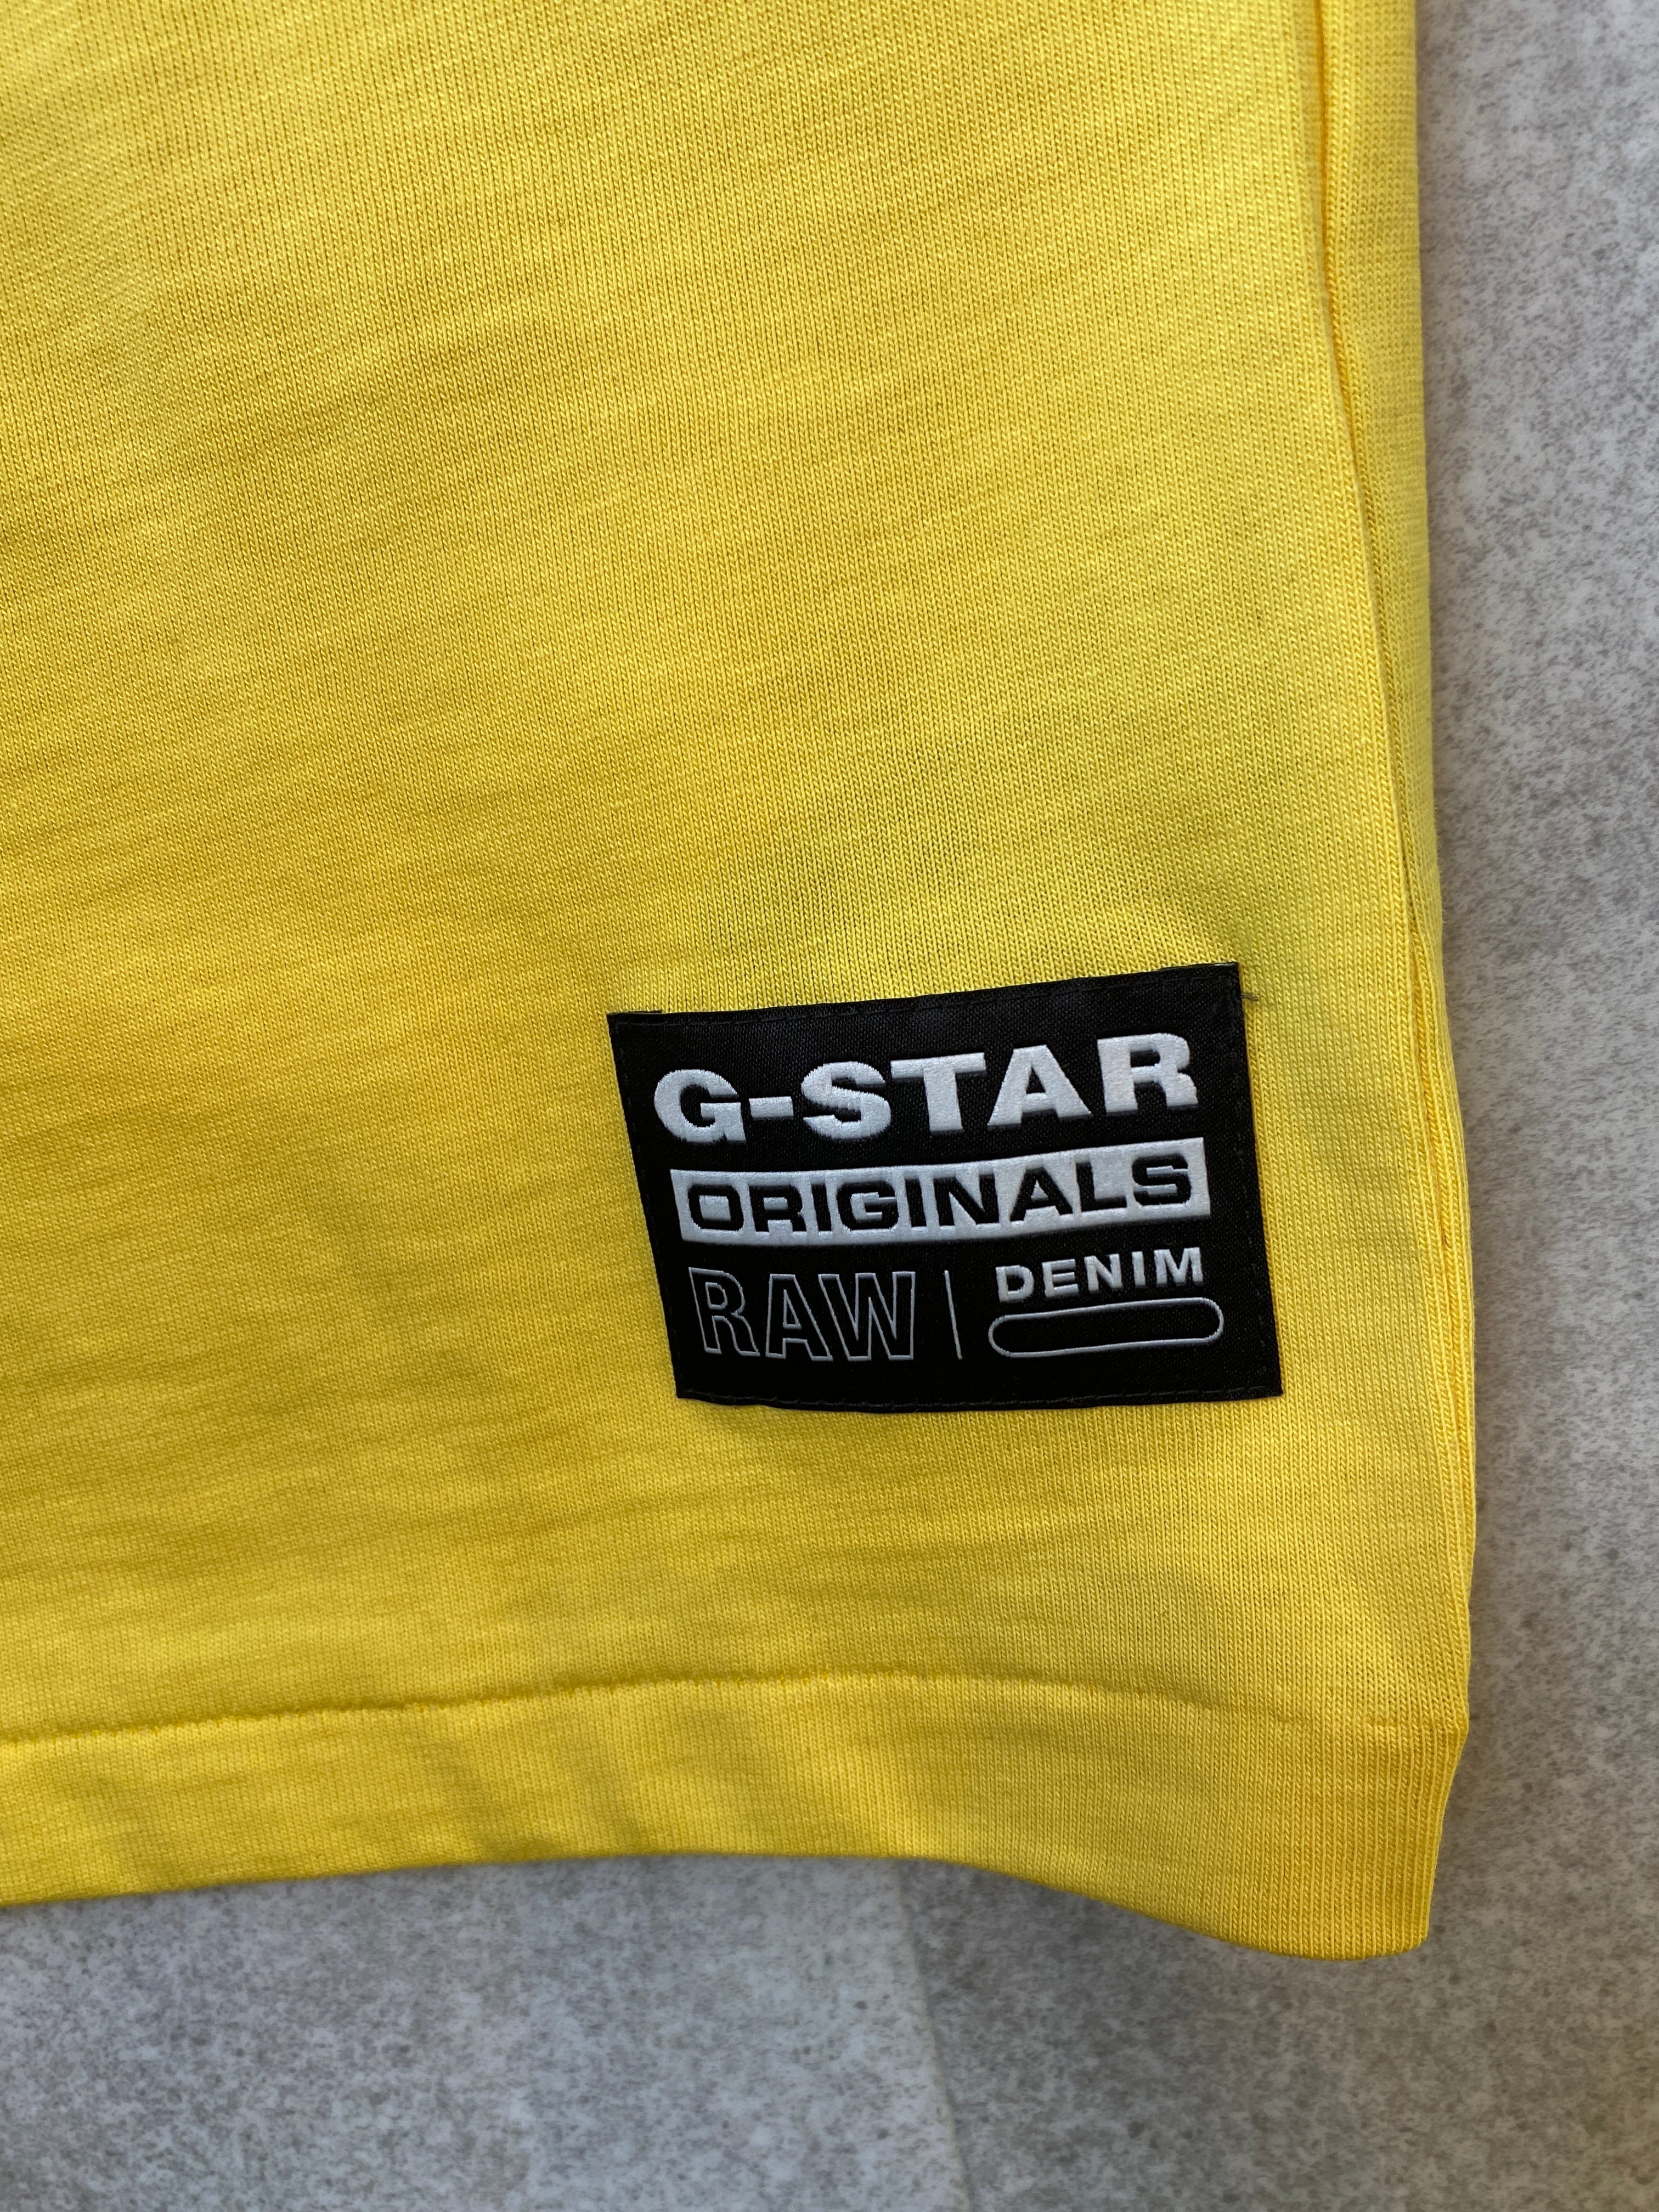 G-STAR
ORIGINALS
RAW | DENIM